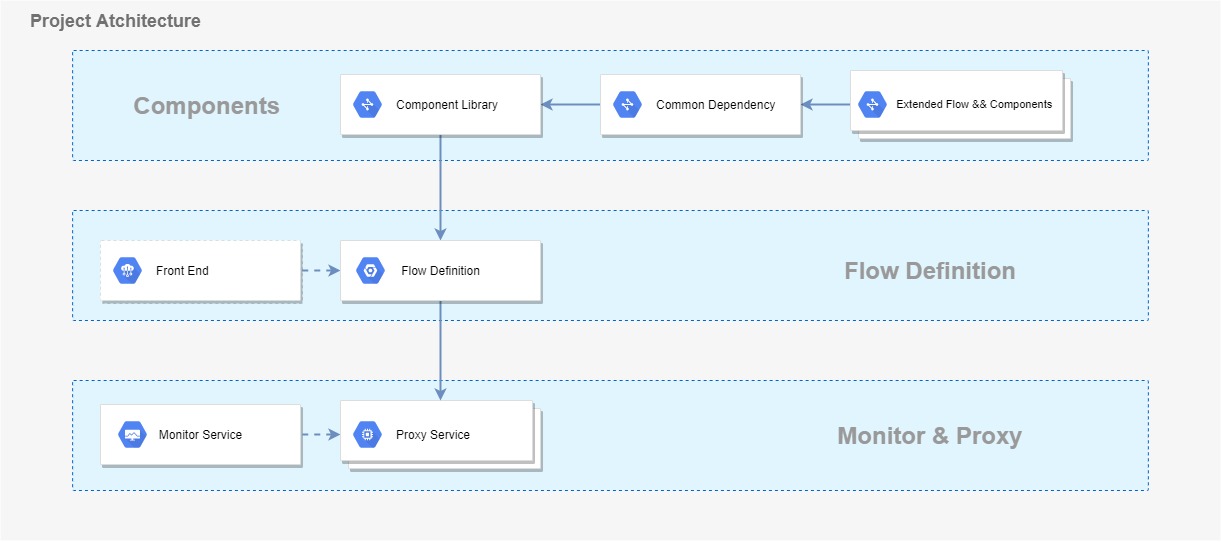 Project Atchitecture
Components
Component Library
Common Dependency
Extended Flow && Components
Front End
Flow Definition
Flow Definition
Monitor Service
Proxy Service
Monitor & Proxy